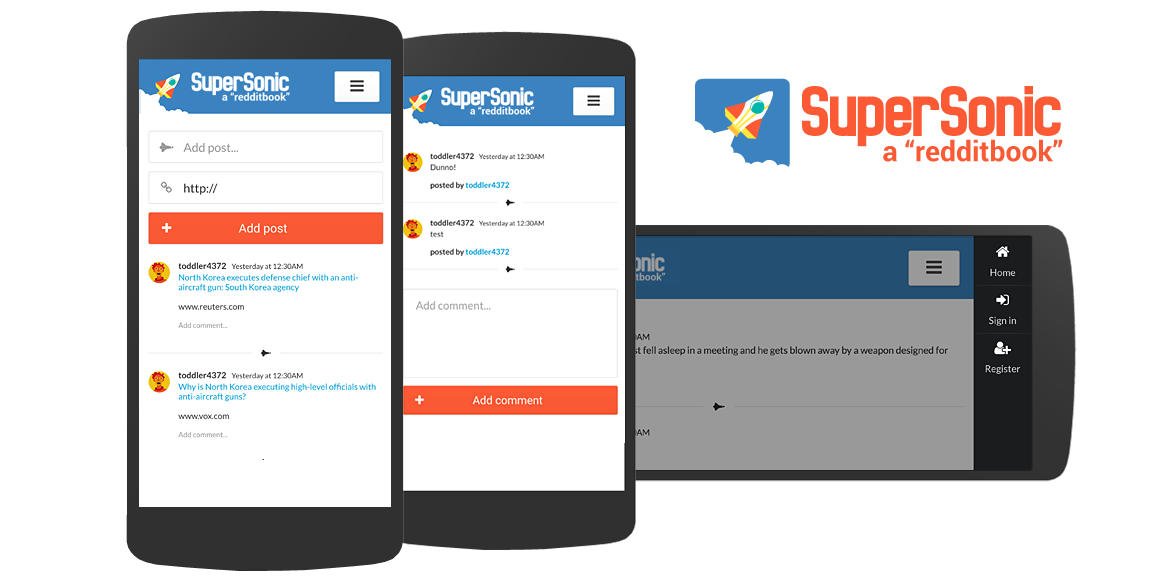 SuperSonic
a "redditbook"
Add post...
http://
Add post
toddler4372 Yesterday at 12:30AM
North Korea executes defense chief with an anti-
aircraft gun: South Korea agency
www.reuters.com
Add comment...
toddler4372 Yesterday at 12:30AM
Why is North Korea executing high-level officials with
anti-aircraft guns?
www.vox.com
Add comment...
SuperSonic
a "redditbook"
toddler4372 Yesterday at 12:30AM
Dunno!
posted by toddler4372
toddler4372 Yesterday at 12:30AM
test
posted by toddler4372
Add comment...
Add comment
SuperSonic
a "redditbook"
onic
itbook"
AM
st fell asleep in a meeting and he gets blown away by a weapon designed for
AM
Home
Sign in
Register